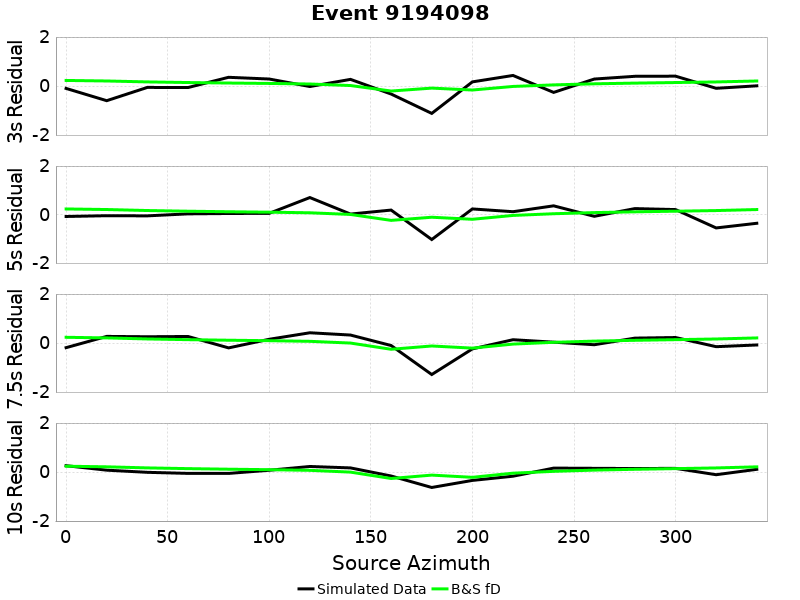 Event 9194098
3s Residual
2
0
-2
5s Residual
2
0
-2
7.5s Residual
2
0
-2
10s Residual
2
0
-2
0 50 100 150 200 250 300
Source Azimuth
Simulated Data B&S fD